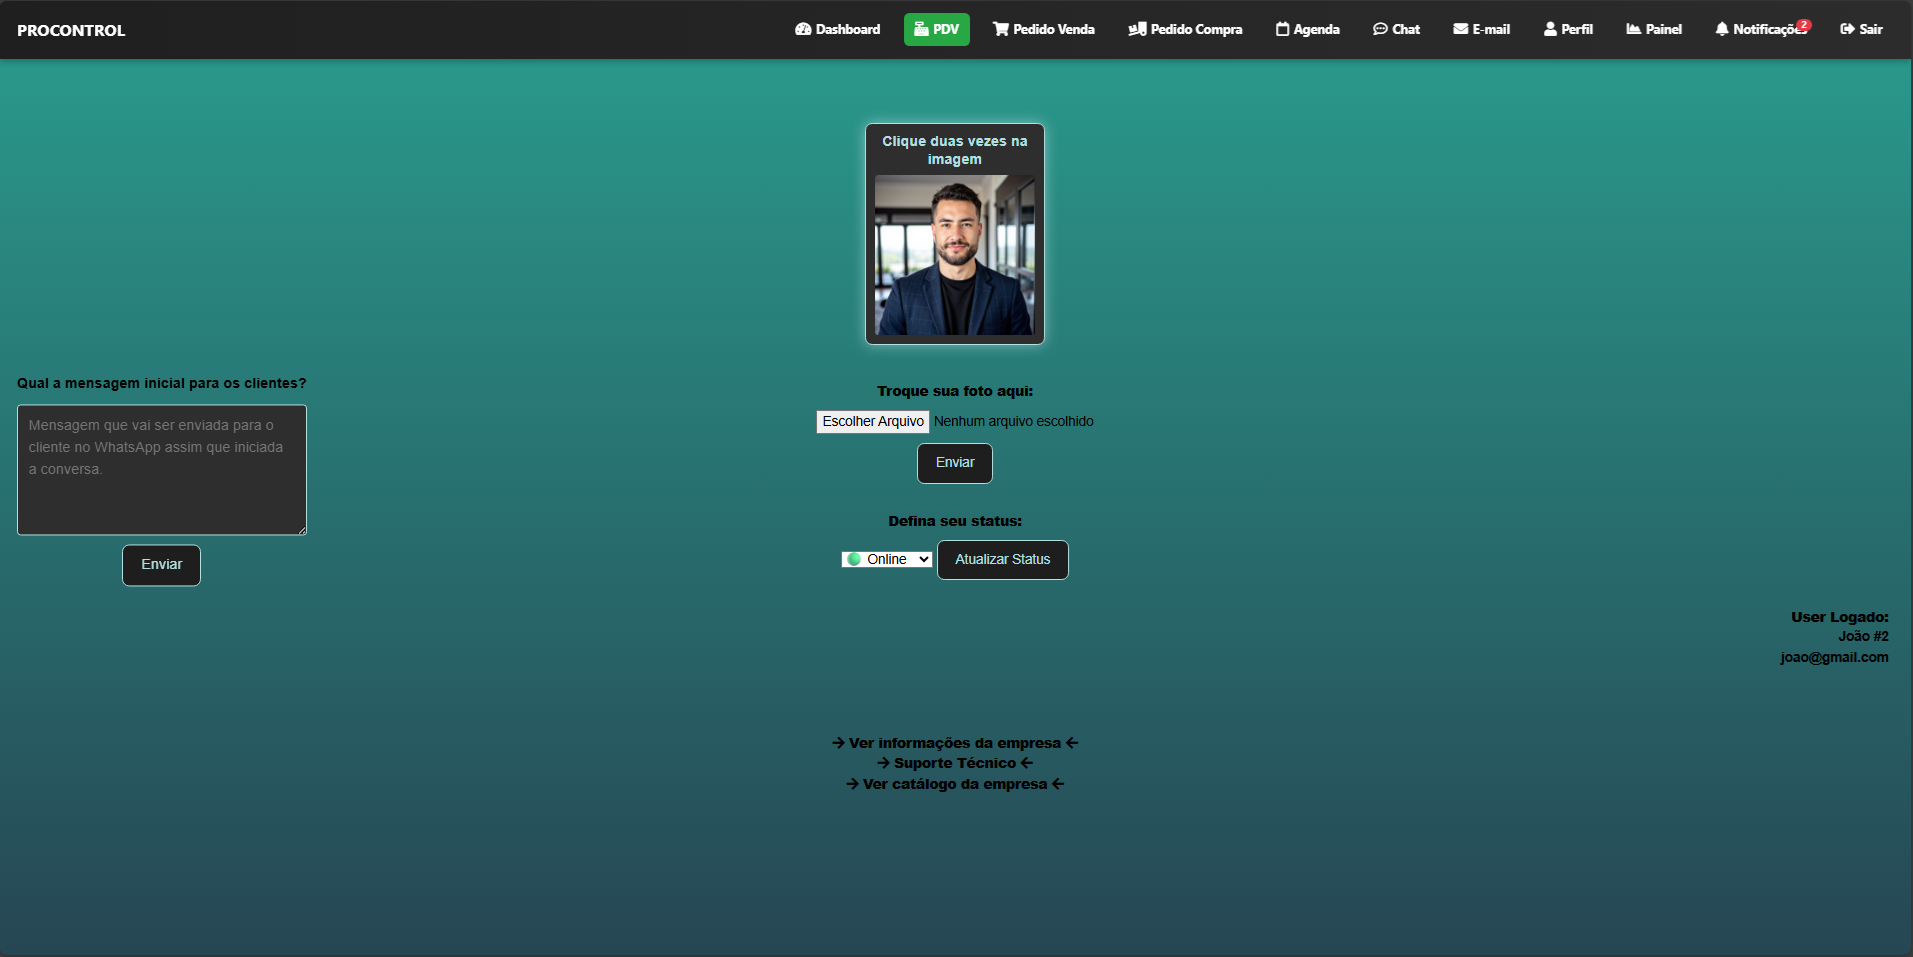 PROCONTROL
Dashboard
PDV
Pedido Venda
Pedido Compra
Agenda
Chat
E-mail
Perfil
Painel
Notificações
2
Sair
Clique duas vezes na
imagem
Qual a mensagem inicial para os clientes?
Mensagem que vai ser enviada para o
cliente no WhatsApp assim que iniciada
a conversa.
Enviar
Troque sua foto aqui:
Escolher Arquivo Nenhum arquivo escolhido
Enviar
Defina seu status:
Online
Atualizar Status
User Logado:
João #2
joao@gmail.com
→ Ver informações da empresa ←
→ Suporte Técnico ←
→ Ver catálogo da empresa ←